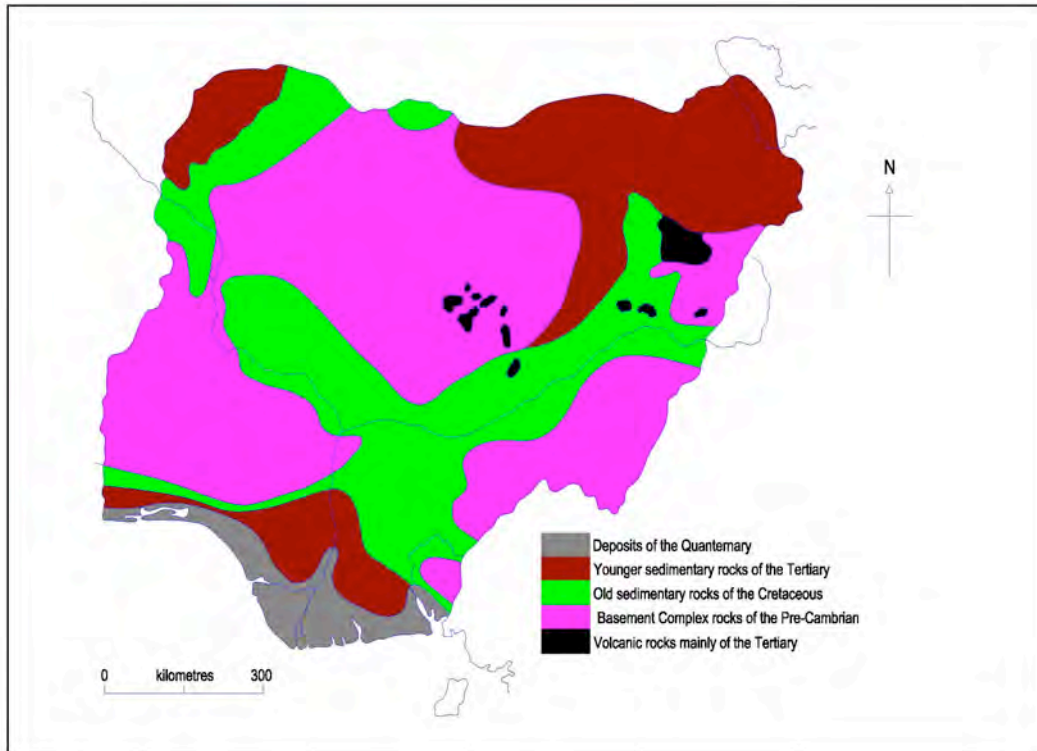 N
Deposits of the Quanternary
Younger sedimentary rocks of the Tertiary
Old sedimentary rocks of the Cretaceous
Basement Complex rocks of the Pre-Cambrian
Volcanic rocks mainly of the Tertiary
0 kilometres 300